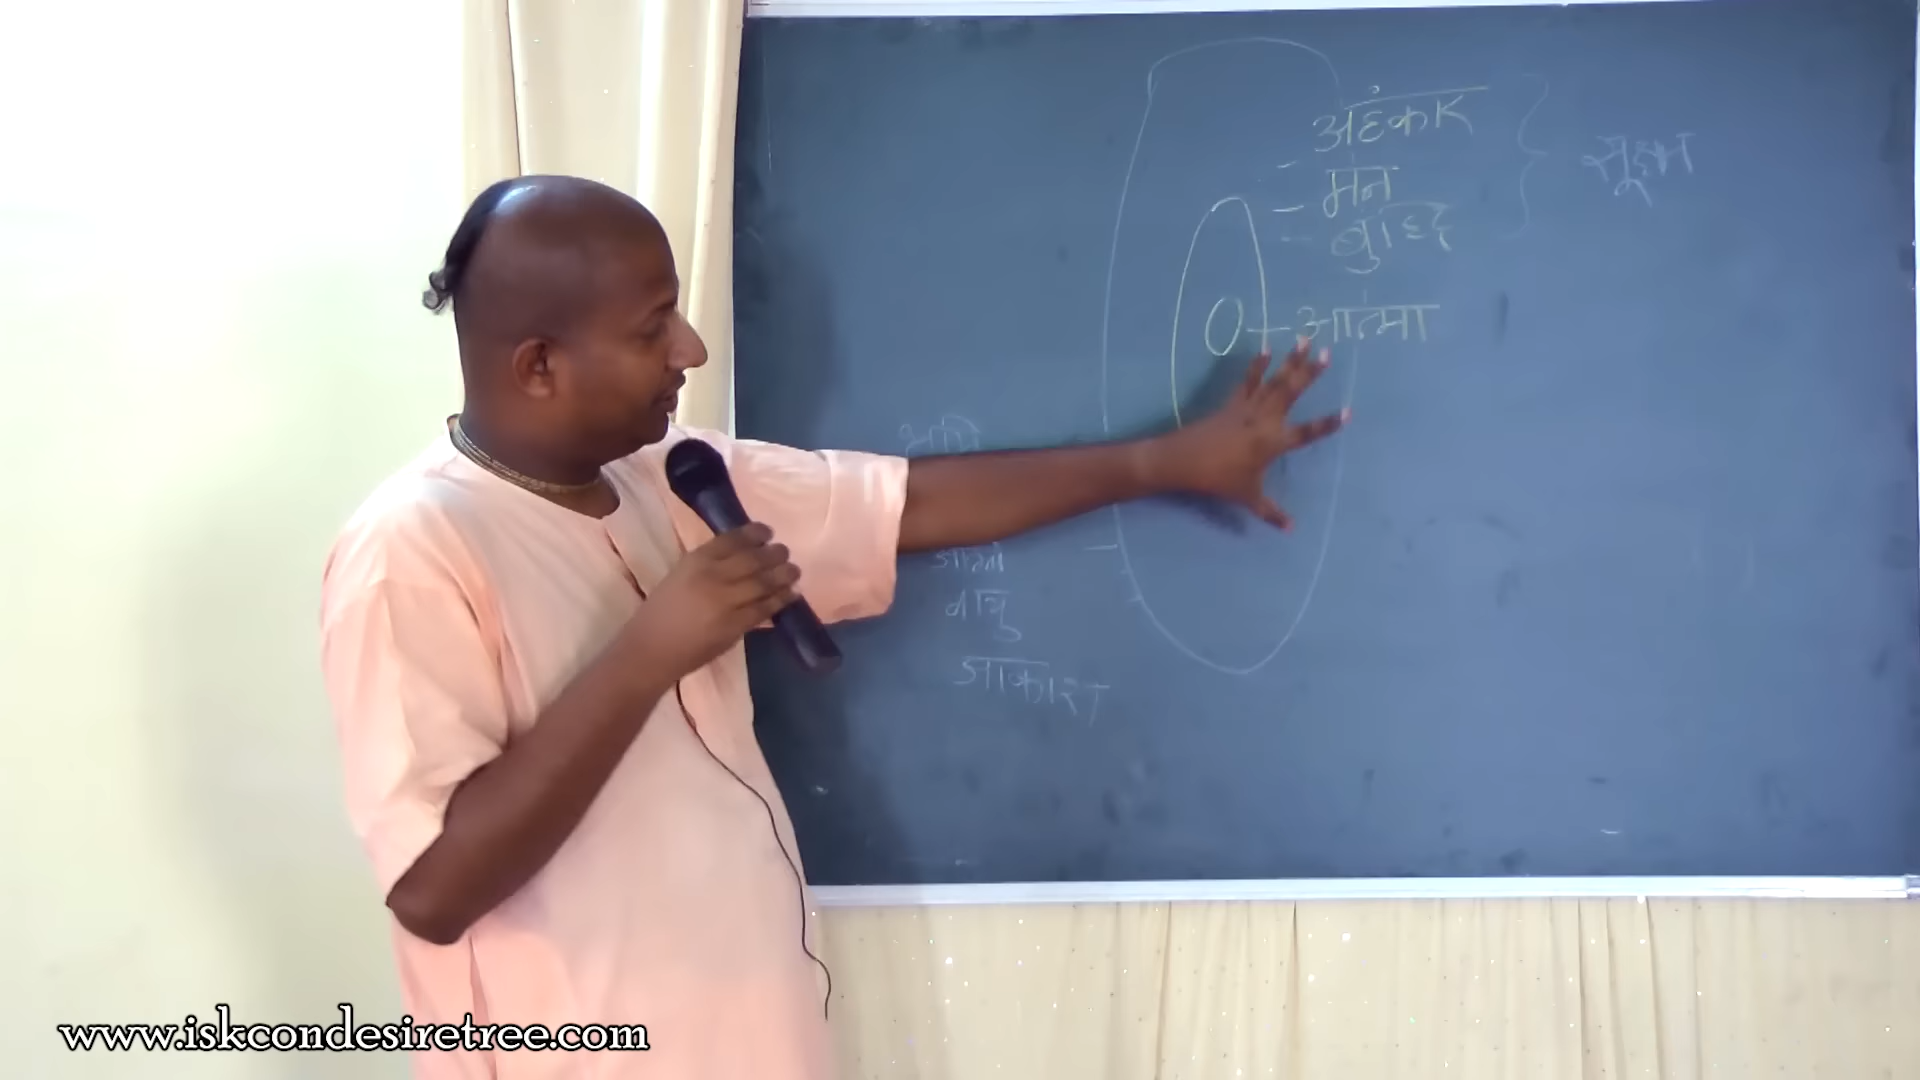 अहंकार
सूक्ष्म
- मन
- बुद्धि
आत्मा
वायु
आकाश
www.iskcondesiretree.com